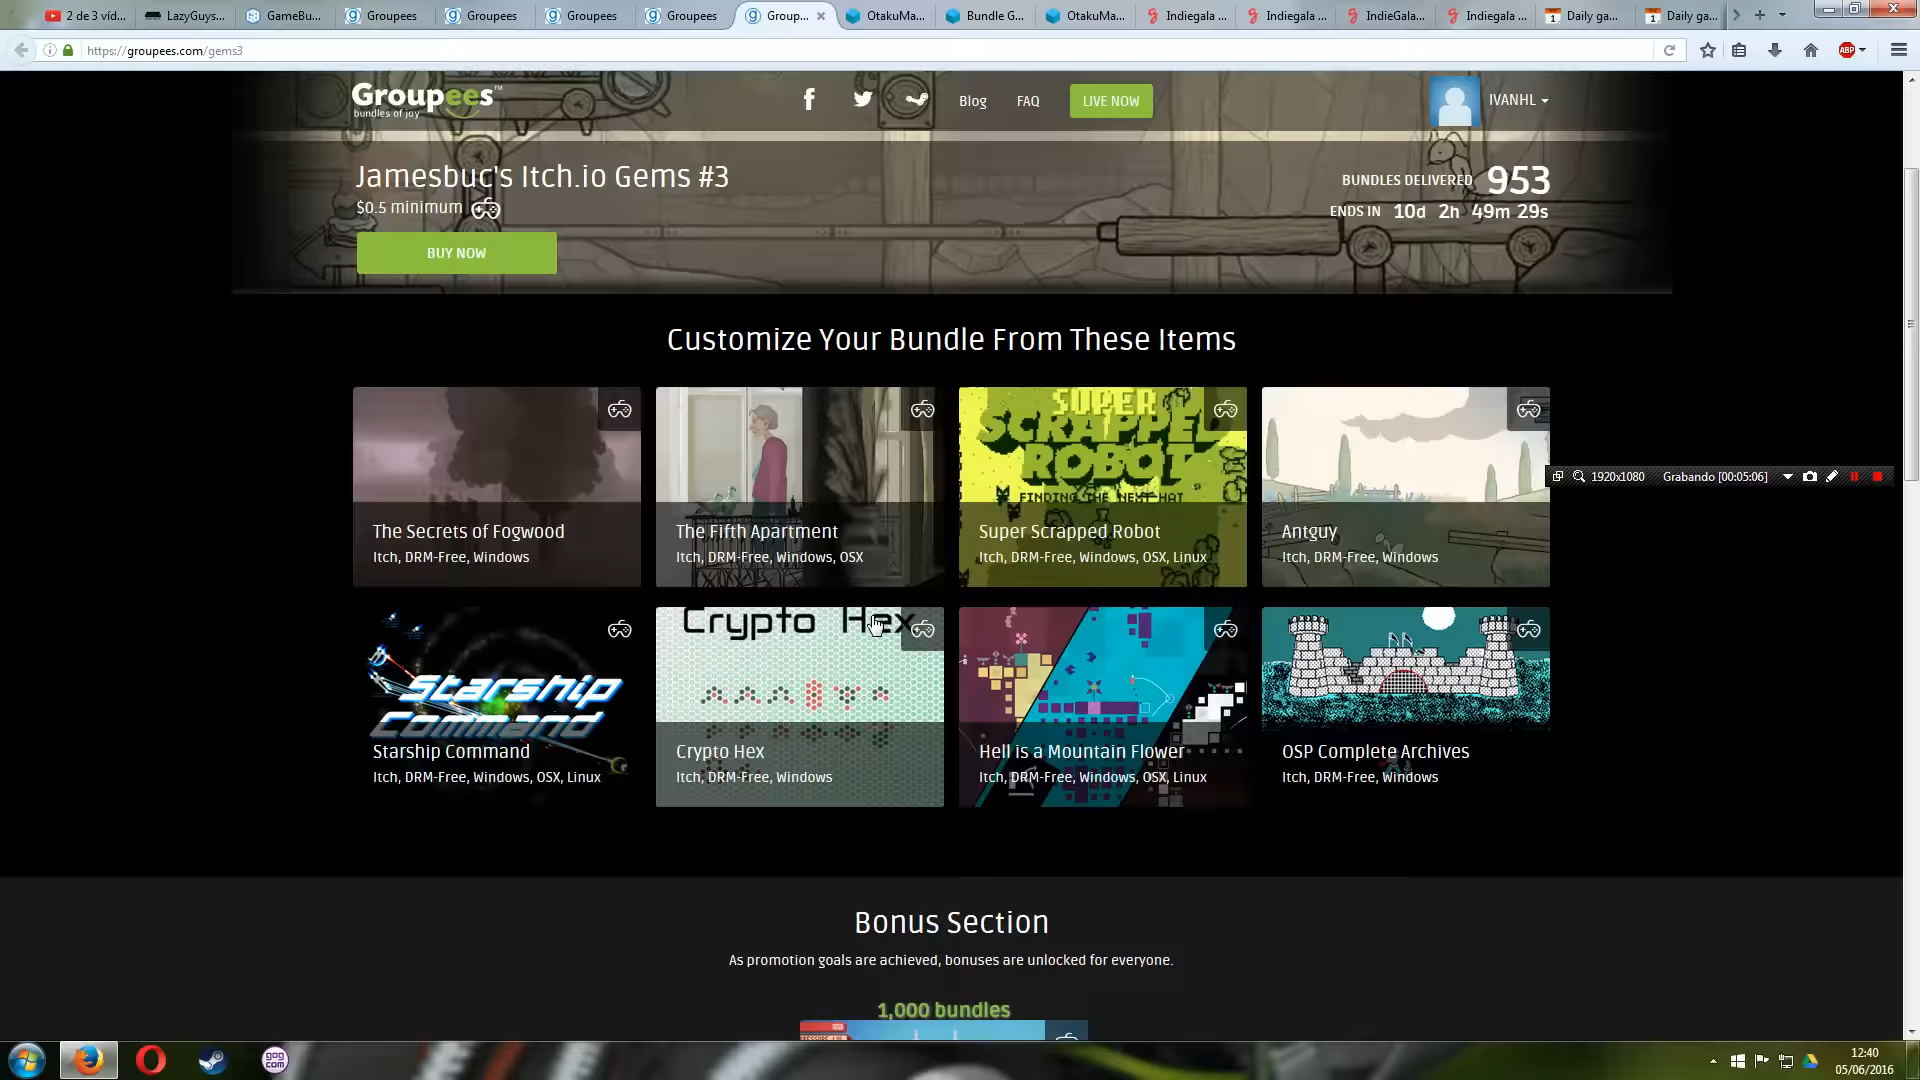 2 de 3 víd...
LazyGuys...
GameBu...
Groupees
Groupees
Groupees
Groupees
Group...
OtakuMa...
Bundle G...
OtakuMa...
Indiegala ...
Indiegala ...
IndieGala...
Indiegala ...
Daily ga...
Daily ga...
https://groupees.com/gems3
ABP
Groupees™
bundles of joy
Blog
FAQ
LIVE NOW
IVANHL
Jamesbuc's Itch.io Gems #3
$0.5 minimum
BUY NOW
BUNDLES DELIVERED 953
ENDS IN 10d 2h 49m 29s
Customize Your Bundle From These Items
SUPER
SCRAPPED
ROBOT
FINDING THE NEXT HAT
1920x1080 Grabando [00:05:06]
The Secrets of Fogwood
Itch, DRM-Free, Windows
The Fifth Apartment
Itch, DRM-Free, Windows, OSX
Super Scrapped Robot
Itch, DRM-Free, Windows, OSX, Linux
Antguy
Itch, DRM-Free, Windows
Starship
Command
Starship Command
Itch, DRM-Free, Windows, OSX, Linux
Crypto Hex
Crypto Hex
Itch, DRM-Free, Windows
Hell is a Mountain Flower
Itch, DRM-Free, Windows, OSX, Linux
OSP Complete Archives
Itch, DRM-Free, Windows
Bonus Section
As promotion goals are achieved, bonuses are unlocked for everyone.
1,000 bundles
gog
com
12:40
05/06/2016